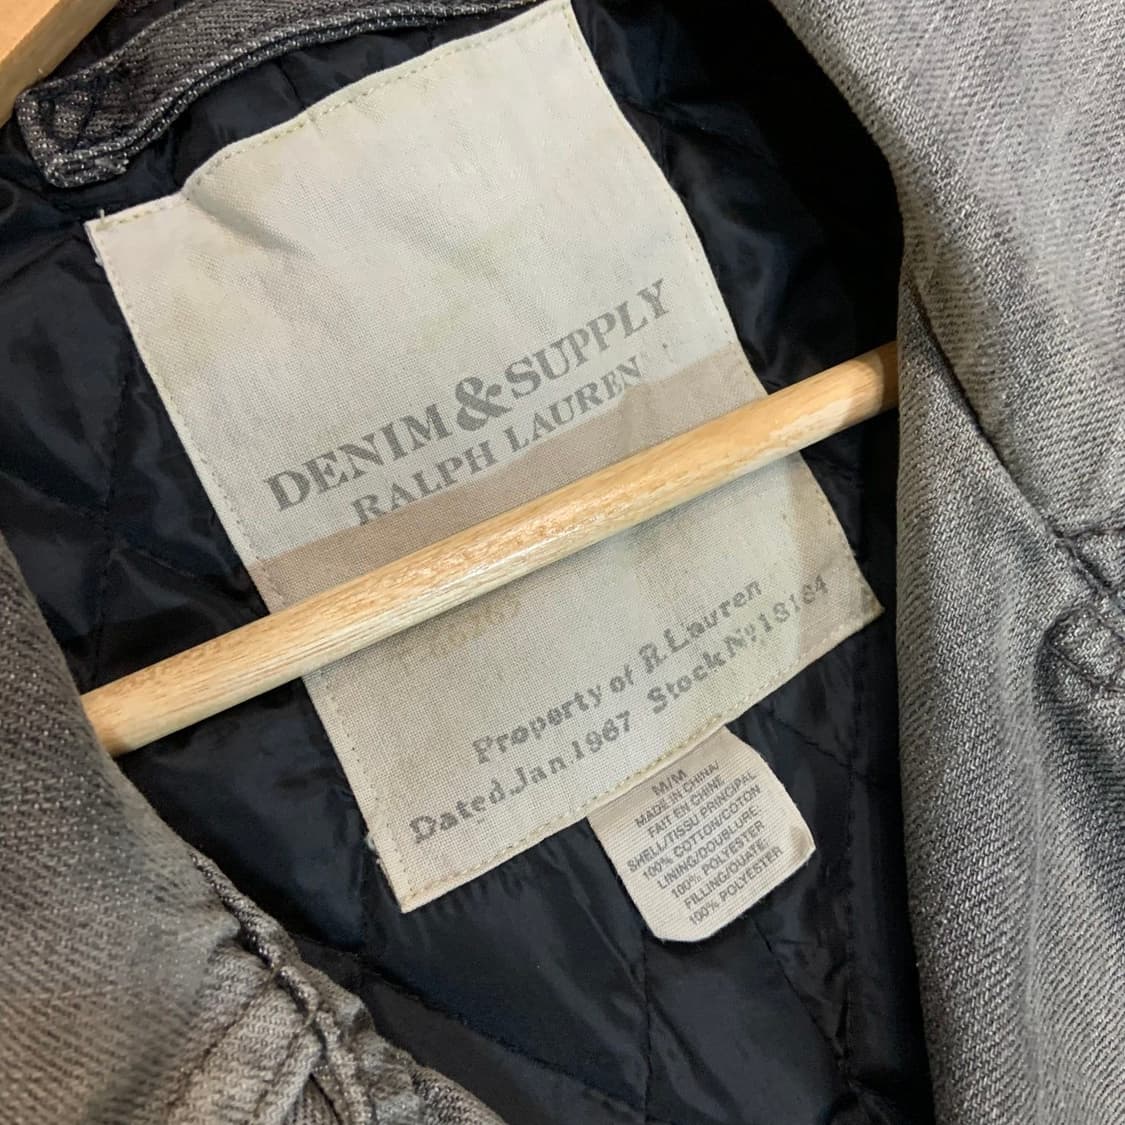 DENIM & SUPPLY
RALPH LAUREN
Property of R. Lauren
Dated Jan 1967 Stock No 18184
M/M
MADE IN CHINA/
FAIT EN CHINE
SHELL/TISSU PRINCIPAL
100% COTTON/COTON
LINING/DOUBLURE
100% POLYESTER
FILLING/OUATE
100% POLYESTER